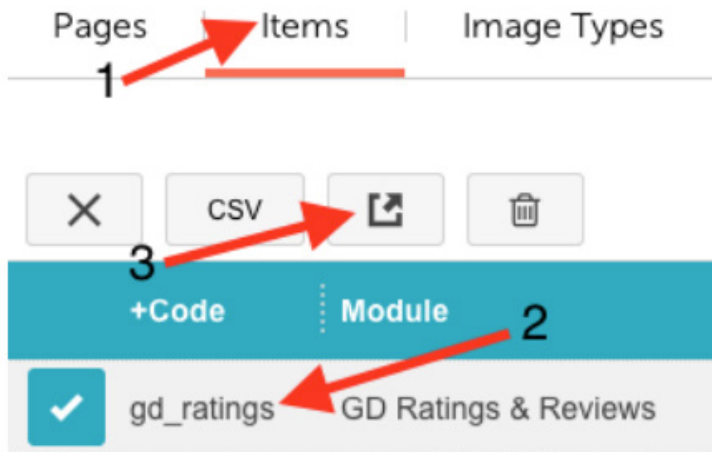 Pages Items Image Types
1
CSV
3
+Code Module
2
gd_ratings GD Ratings & Reviews